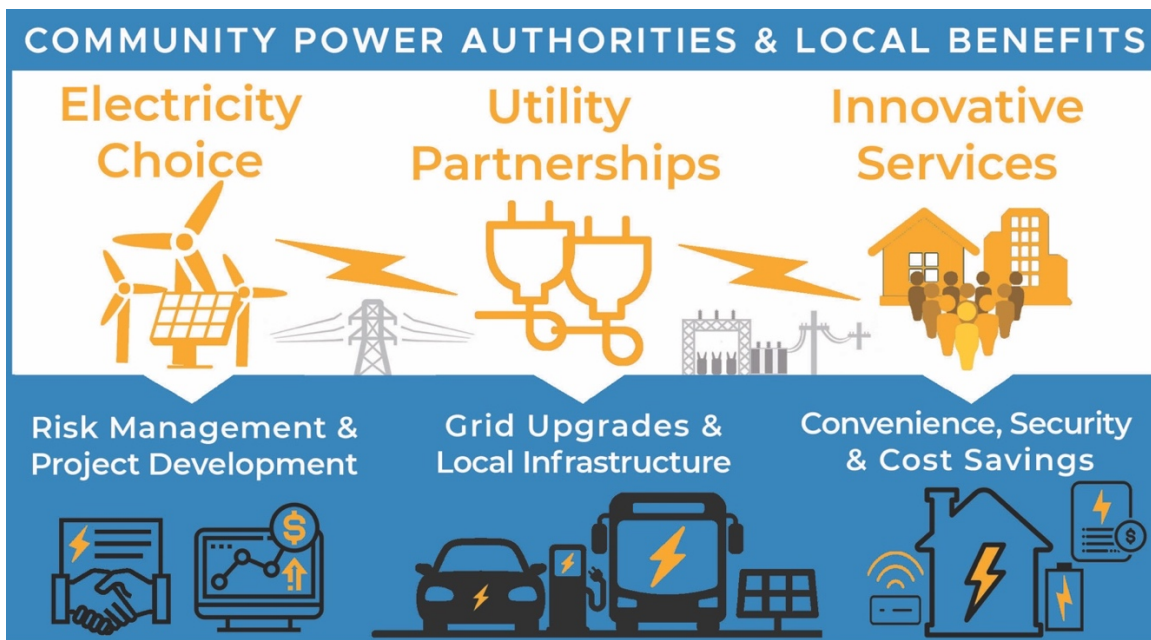 COMMUNITY POWER AUTHORITIES & LOCAL BENEFITS
Electricity
Choice
Utility
Partnerships
Innovative
Services
Risk Management &
Project Development
Grid Upgrades &
Local Infrastructure
Convenience, Security
& Cost Savings
$
$